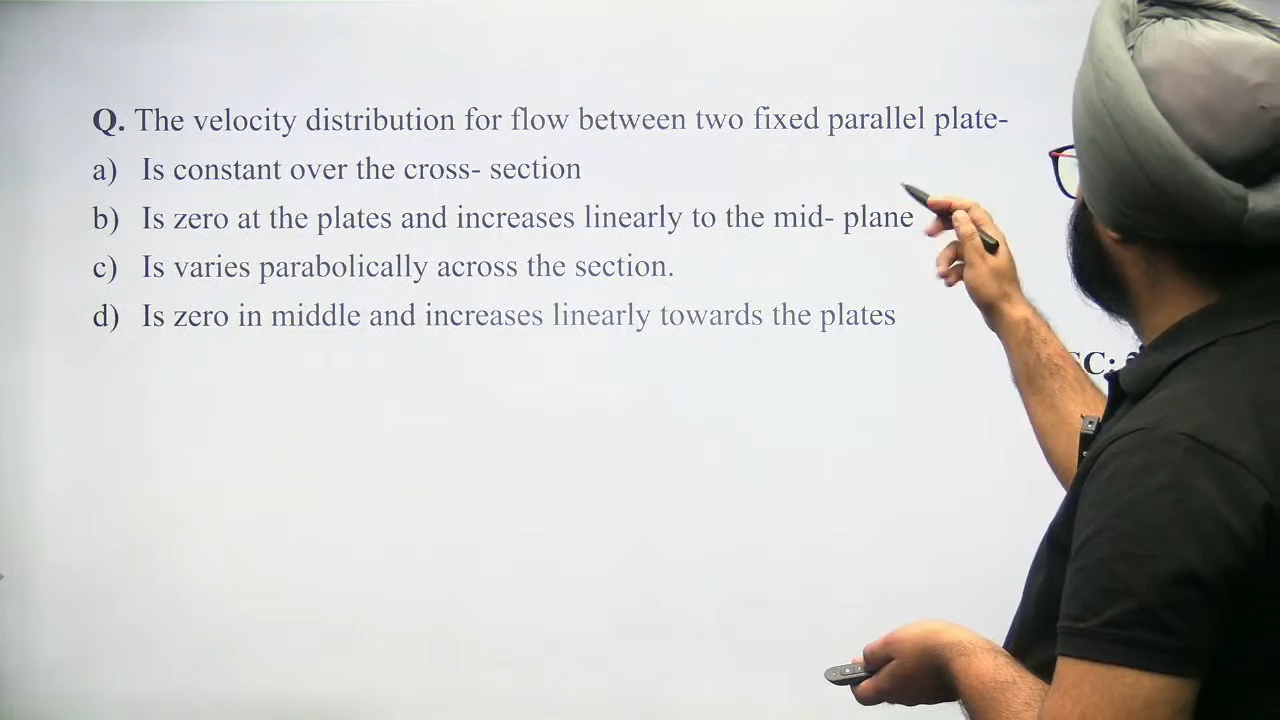 Q. The velocity distribution for flow between two fixed parallel plate-
a) Is constant over the cross- section
b) Is zero at the plates and increases linearly to the mid- plane
c) Is varies parabolically across the section.
d) Is zero in middle and increases linearly towards the plates